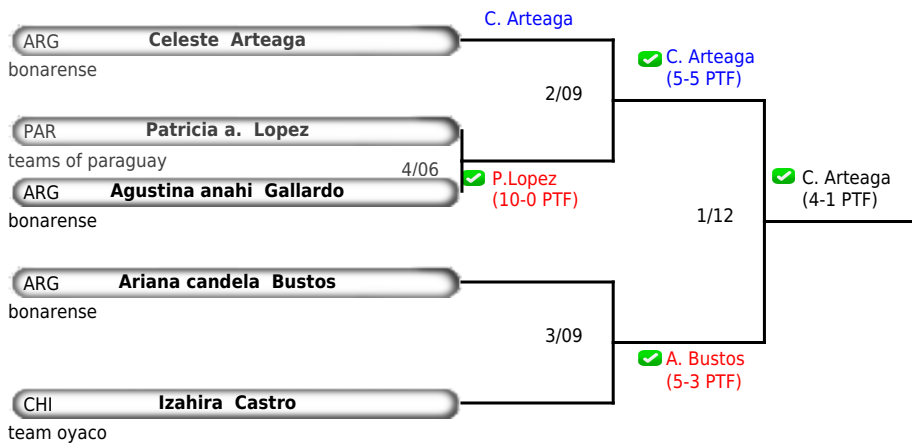 C. Arteaga
ARG Celeste Arteaga
bonarense
C. Arteaga
(5-5 PTF)
2/09
PAR Patricia a. Lopez
teams of paraguay
4/06
ARG Agustina anahi Gallardo
bonarense
P.Lopez
(10-0 PTF)
C. Arteaga
(4-1 PTF)
1/12
ARG Ariana candela Bustos
bonarense
3/09
A. Bustos
(5-3 PTF)
CHI Izahira Castro
team oyaco